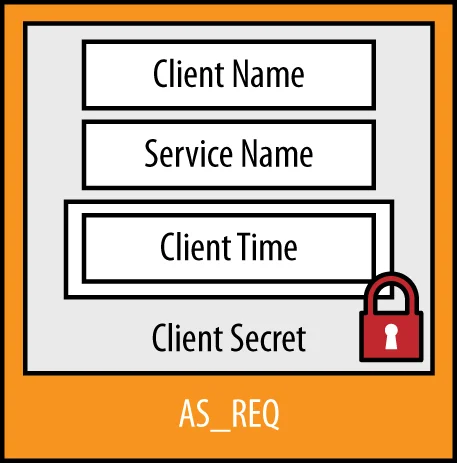 Client Name
Service Name
Client Time
Client Secret
AS_REQ